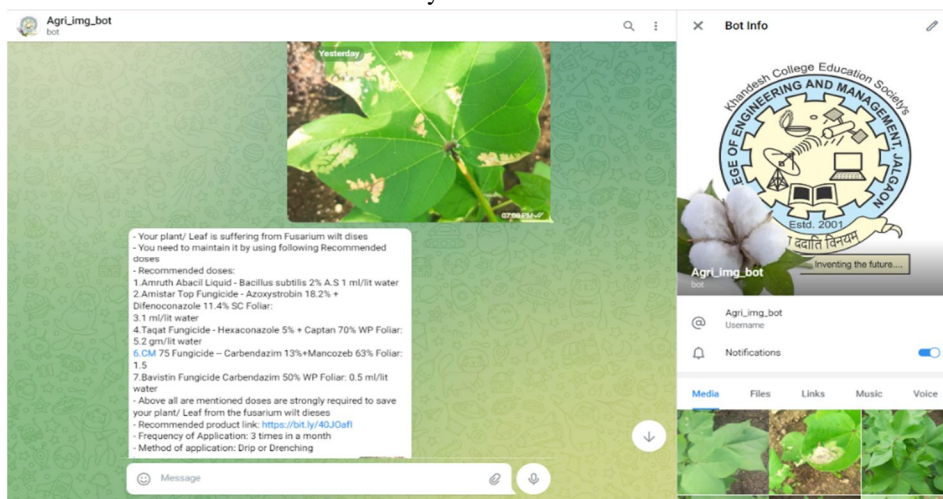 Agri_img_bot
bot
Yesterday
07:56 PM
- Your plant/ Leaf is suffering from Fusarium wilt dises
- You need to maintain it by using following Recommended
doses
- Recommended doses:
1.Amruth Abacil Liquid - Bacillus subtilis 2% A.S 1 ml/lit water
2.Amistar Top Fungicide - Azoxystrobin 18.2% +
Difenoconazole 11.4% SC Foliar:
3.1 ml/lit water
4.Taqat Fungicide - Hexaconazole 5% + Captan 70% WP Foliar:
5.2 gm/lit water
6.CM 75 Fungicide – Carbendazim 13%+Mancozeb 63% Foliar:
1.5
7.Bavistin Fungicide Carbendazim 50% WP Foliar: 0.5 ml/lit
water
- Above all are mentioned doses are strongly required to save
your plant/ Leaf from the fusarium wilt dieses
- Recommended product link: https://bit.ly/40JOafl
- Frequency of Application: 3 times in a month
- Method of application: Drip or Drenching
Message
Bot Info
Khandesh College Education Society's
COLLEGE OF ENGINEERING AND MANAGEMENT, JALGAON
Estd. 2001
ददाति विनयम
Inventing the future....
Agri_img_bot
bot
Agri_img_bot
Username
Notifications
Media Files Links Music Voice